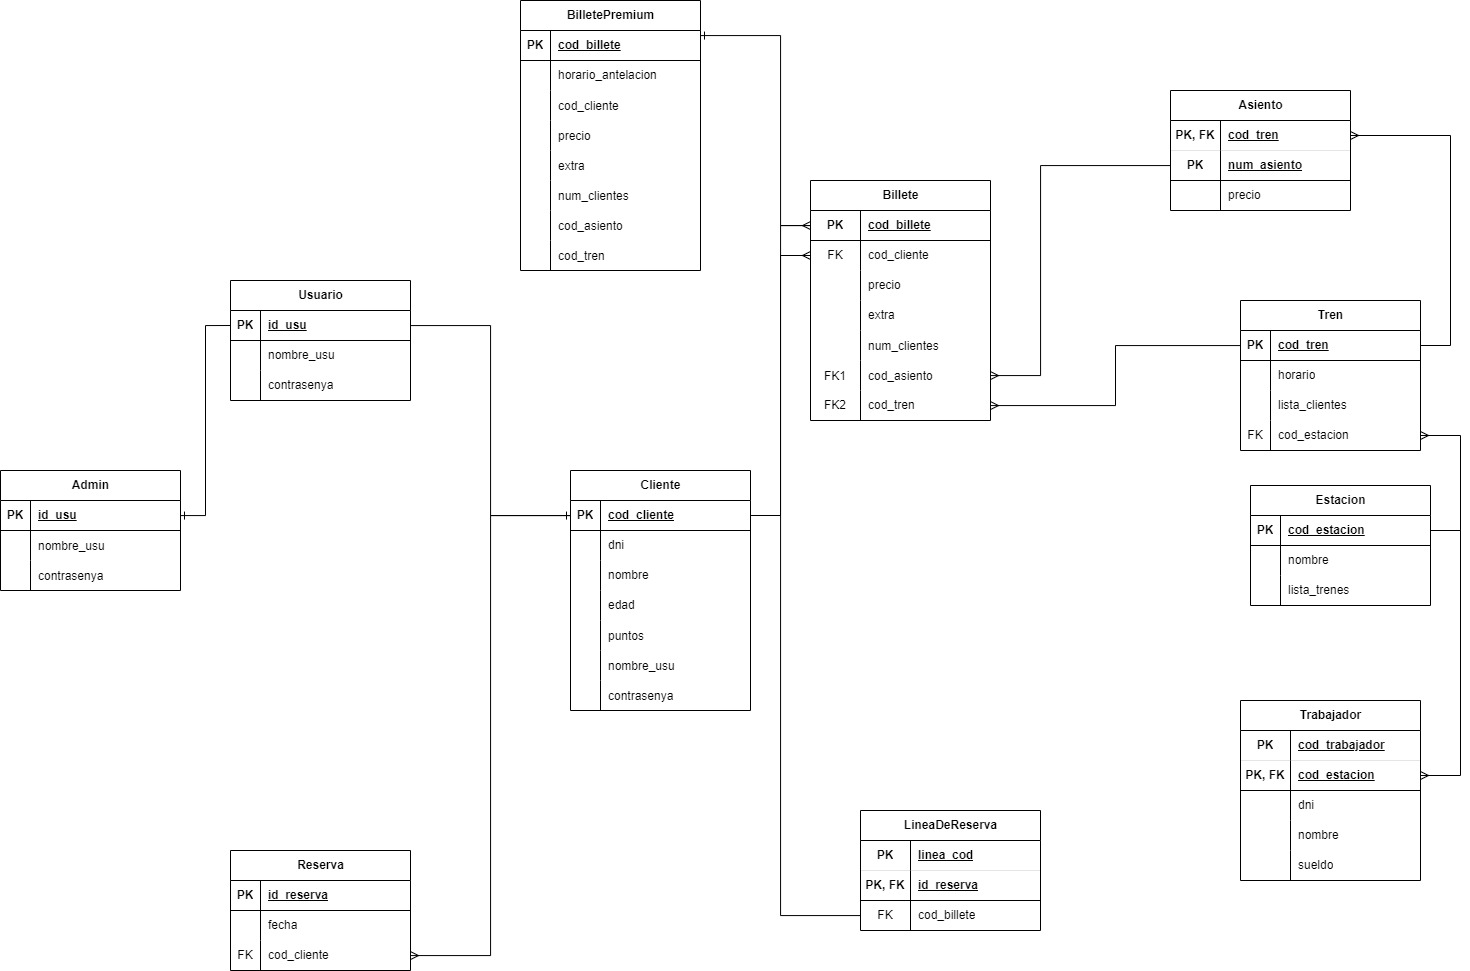 BilletePremium
PK cod_billete
horario_antelacion
cod_cliente
precio
extra
num_clientes
cod_asiento
cod_tren
Asiento
PK, FK cod_tren
PK num_asiento
precio
Billete
PK cod_billete
FK cod_cliente
precio
extra
num_clientes
FK1 cod_asiento
FK2 cod_tren
Usuario
PK id_usu
nombre_usu
contrasenya
Tren
PK cod_tren
horario
lista_clientes
FK cod_estacion
Admin
PK id_usu
nombre_usu
contrasenya
Cliente
PK cod_cliente
dni
nombre
edad
puntos
nombre_usu
contrasenya
Estacion
PK cod_estacion
nombre
lista_trenes
Trabajador
PK cod_trabajador
PK, FK cod_estacion
dni
nombre
sueldo
LineaDeReserva
PK linea_cod
PK, FK id_reserva
FK cod_billete
Reserva
PK id_reserva
fecha
FK cod_cliente